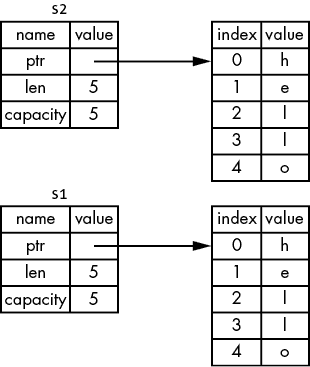 s2
name value
ptr
len 5
capacity 5
index value
0 h
1 e
2 l
3 l
4 o
s1
name value
ptr
len 5
capacity 5
index value
0 h
1 e
2 l
3 l
4 o